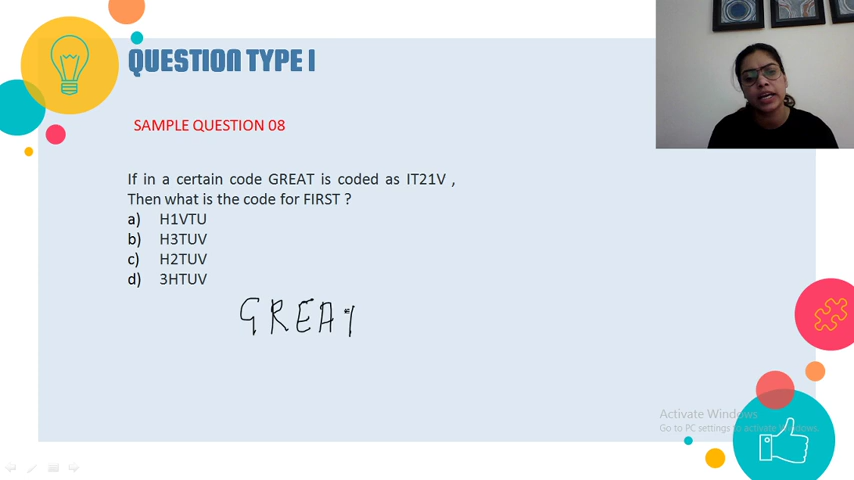 QUESTION TYPE I
SAMPLE QUESTION 08
If in a certain code GREAT is coded as IT21V ,
Then what is the code for FIRST ?
a) H1VTU
b) H3TUV
c) H2TUV
d) 3HTUV
GREAT
Activate Windows
Go to PC settings to activate Windows.